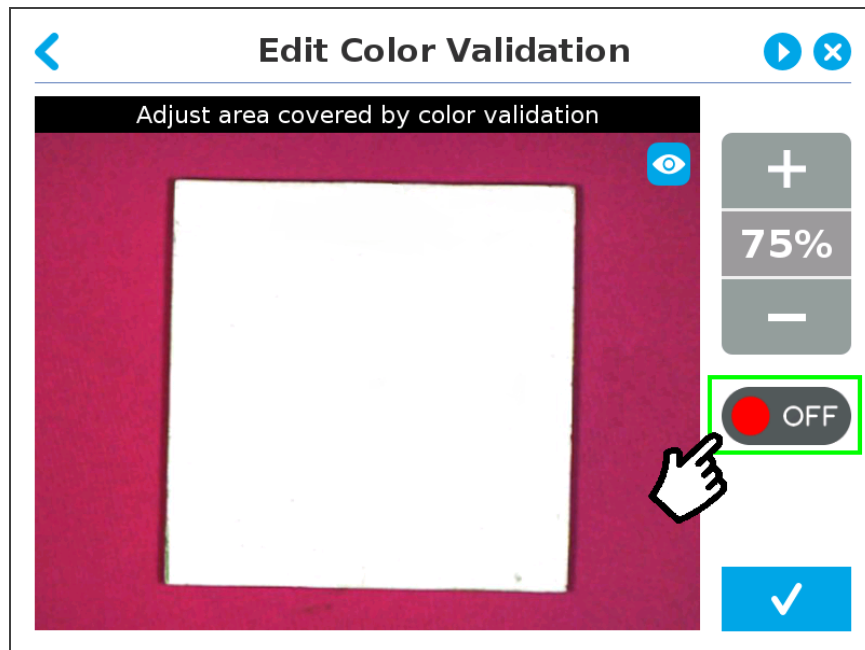 Edit Color Validation
Adjust area covered by color validation
+
75%
−
OFF